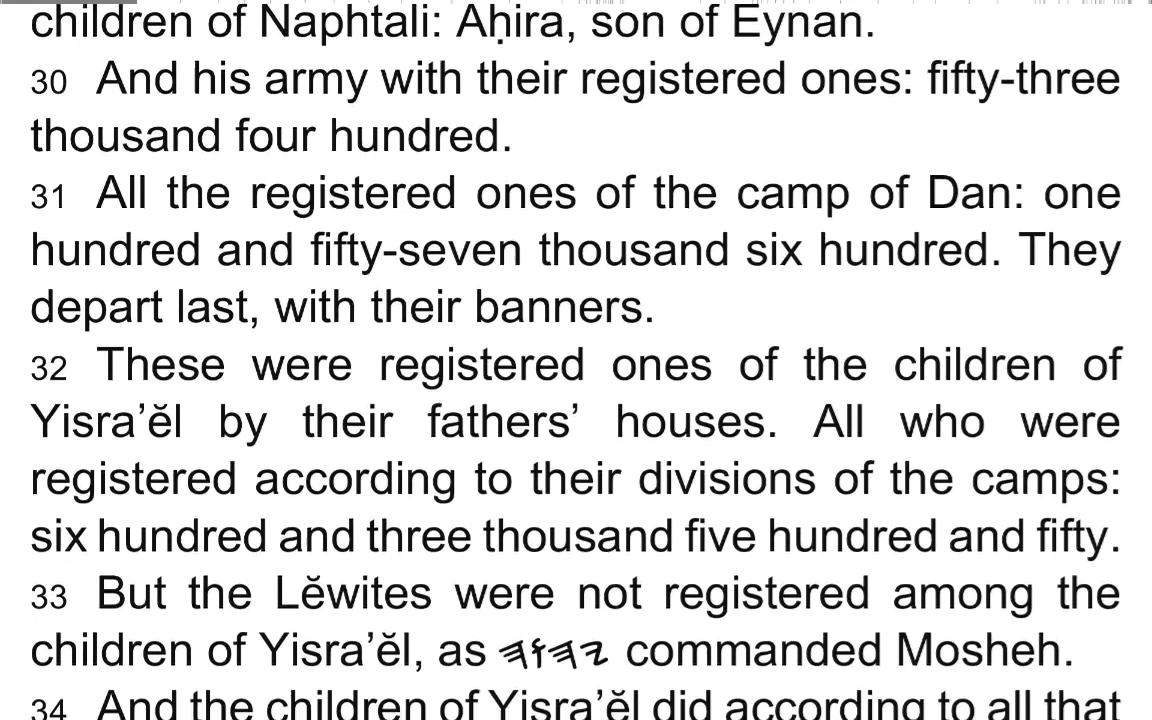 children of Naphtali: Aḥira, son of Eynan.
30 And his army with their registered ones: fifty-three
thousand four hundred.
31 All the registered ones of the camp of Dan: one
hundred and fifty-seven thousand six hundred. They
depart last, with their banners.
32 These were registered ones of the children of
Yisra’ĕl by their fathers’ houses. All who were
registered according to their divisions of the camps:
six hundred and three thousand five hundred and fifty.
33 But the Lĕwites were not registered among the
children of Yisra’ĕl, as 𐤉𐤄𐤅𐤄 commanded Mosheh.
34 And the children of Yisra’ĕl did according to all that